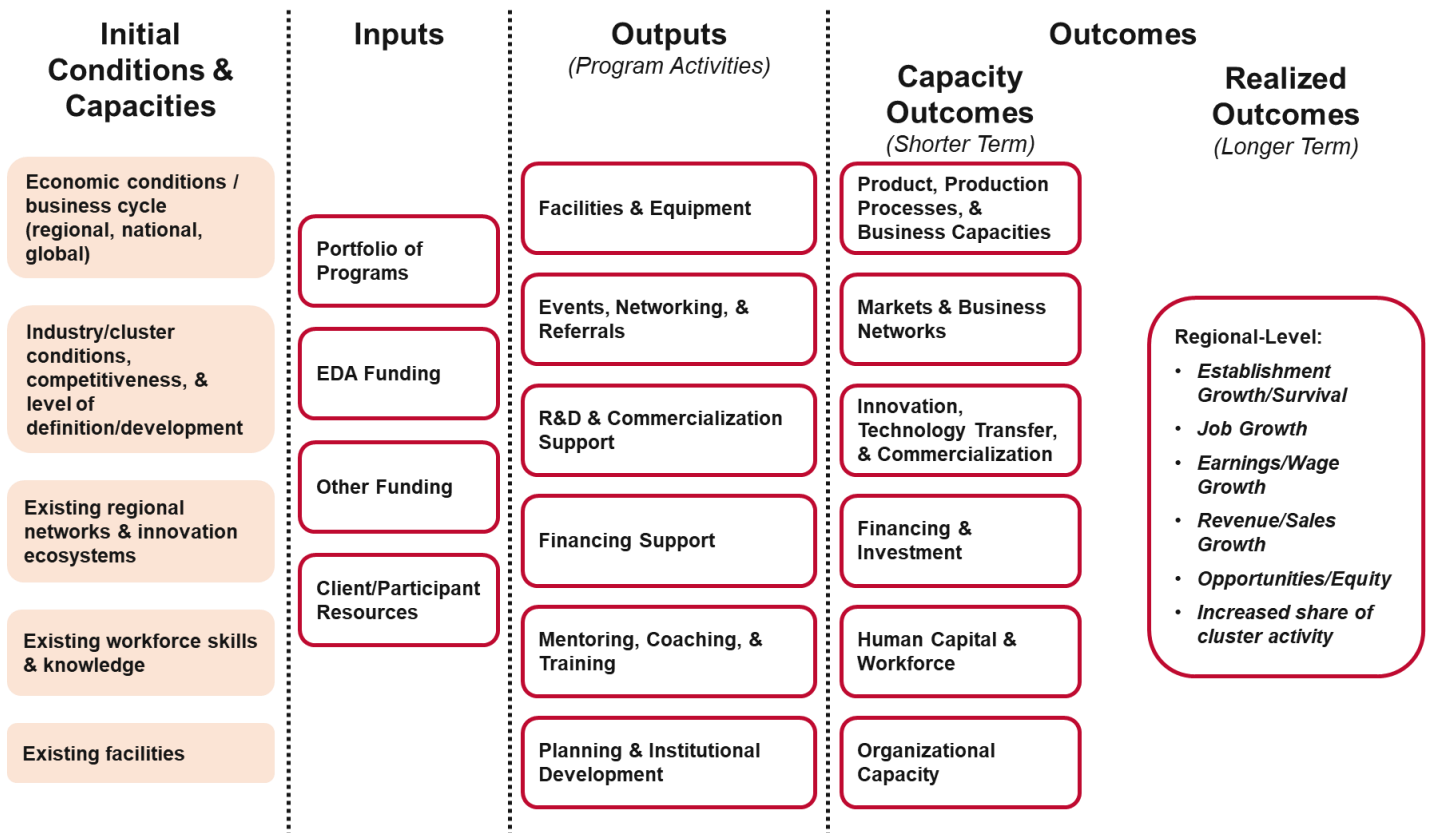 Initial
Conditions &
Capacities
Economic conditions /
business cycle
(regional, national,
global)
Industry/cluster
conditions,
competitiveness, &
level of
definition/development
Existing regional
networks & innovation
ecosystems
Existing workforce skills
& knowledge
Existing facilities
Inputs
Portfolio of
Programs
EDA Funding
Other Funding
Client/Participant
Resources
Outputs
(Program Activities)
Facilities & Equipment
Events, Networking, &
Referrals
R&D & Commercialization
Support
Financing Support
Mentoring, Coaching, &
Training
Planning & Institutional
Development
Outcomes
Capacity
Outcomes
(Shorter Term)
Product, Production
Processes, &
Business Capacities
Markets & Business
Networks
Innovation,
Technology Transfer,
& Commercialization
Financing &
Investment
Human Capital &
Workforce
Organizational
Capacity
Realized
Outcomes
(Longer Term)
Regional-Level:
• Establishment
Growth/Survival
• Job Growth
• Earnings/Wage
Growth
• Revenue/Sales
Growth
• Opportunities/Equity
• Increased share of
cluster activity